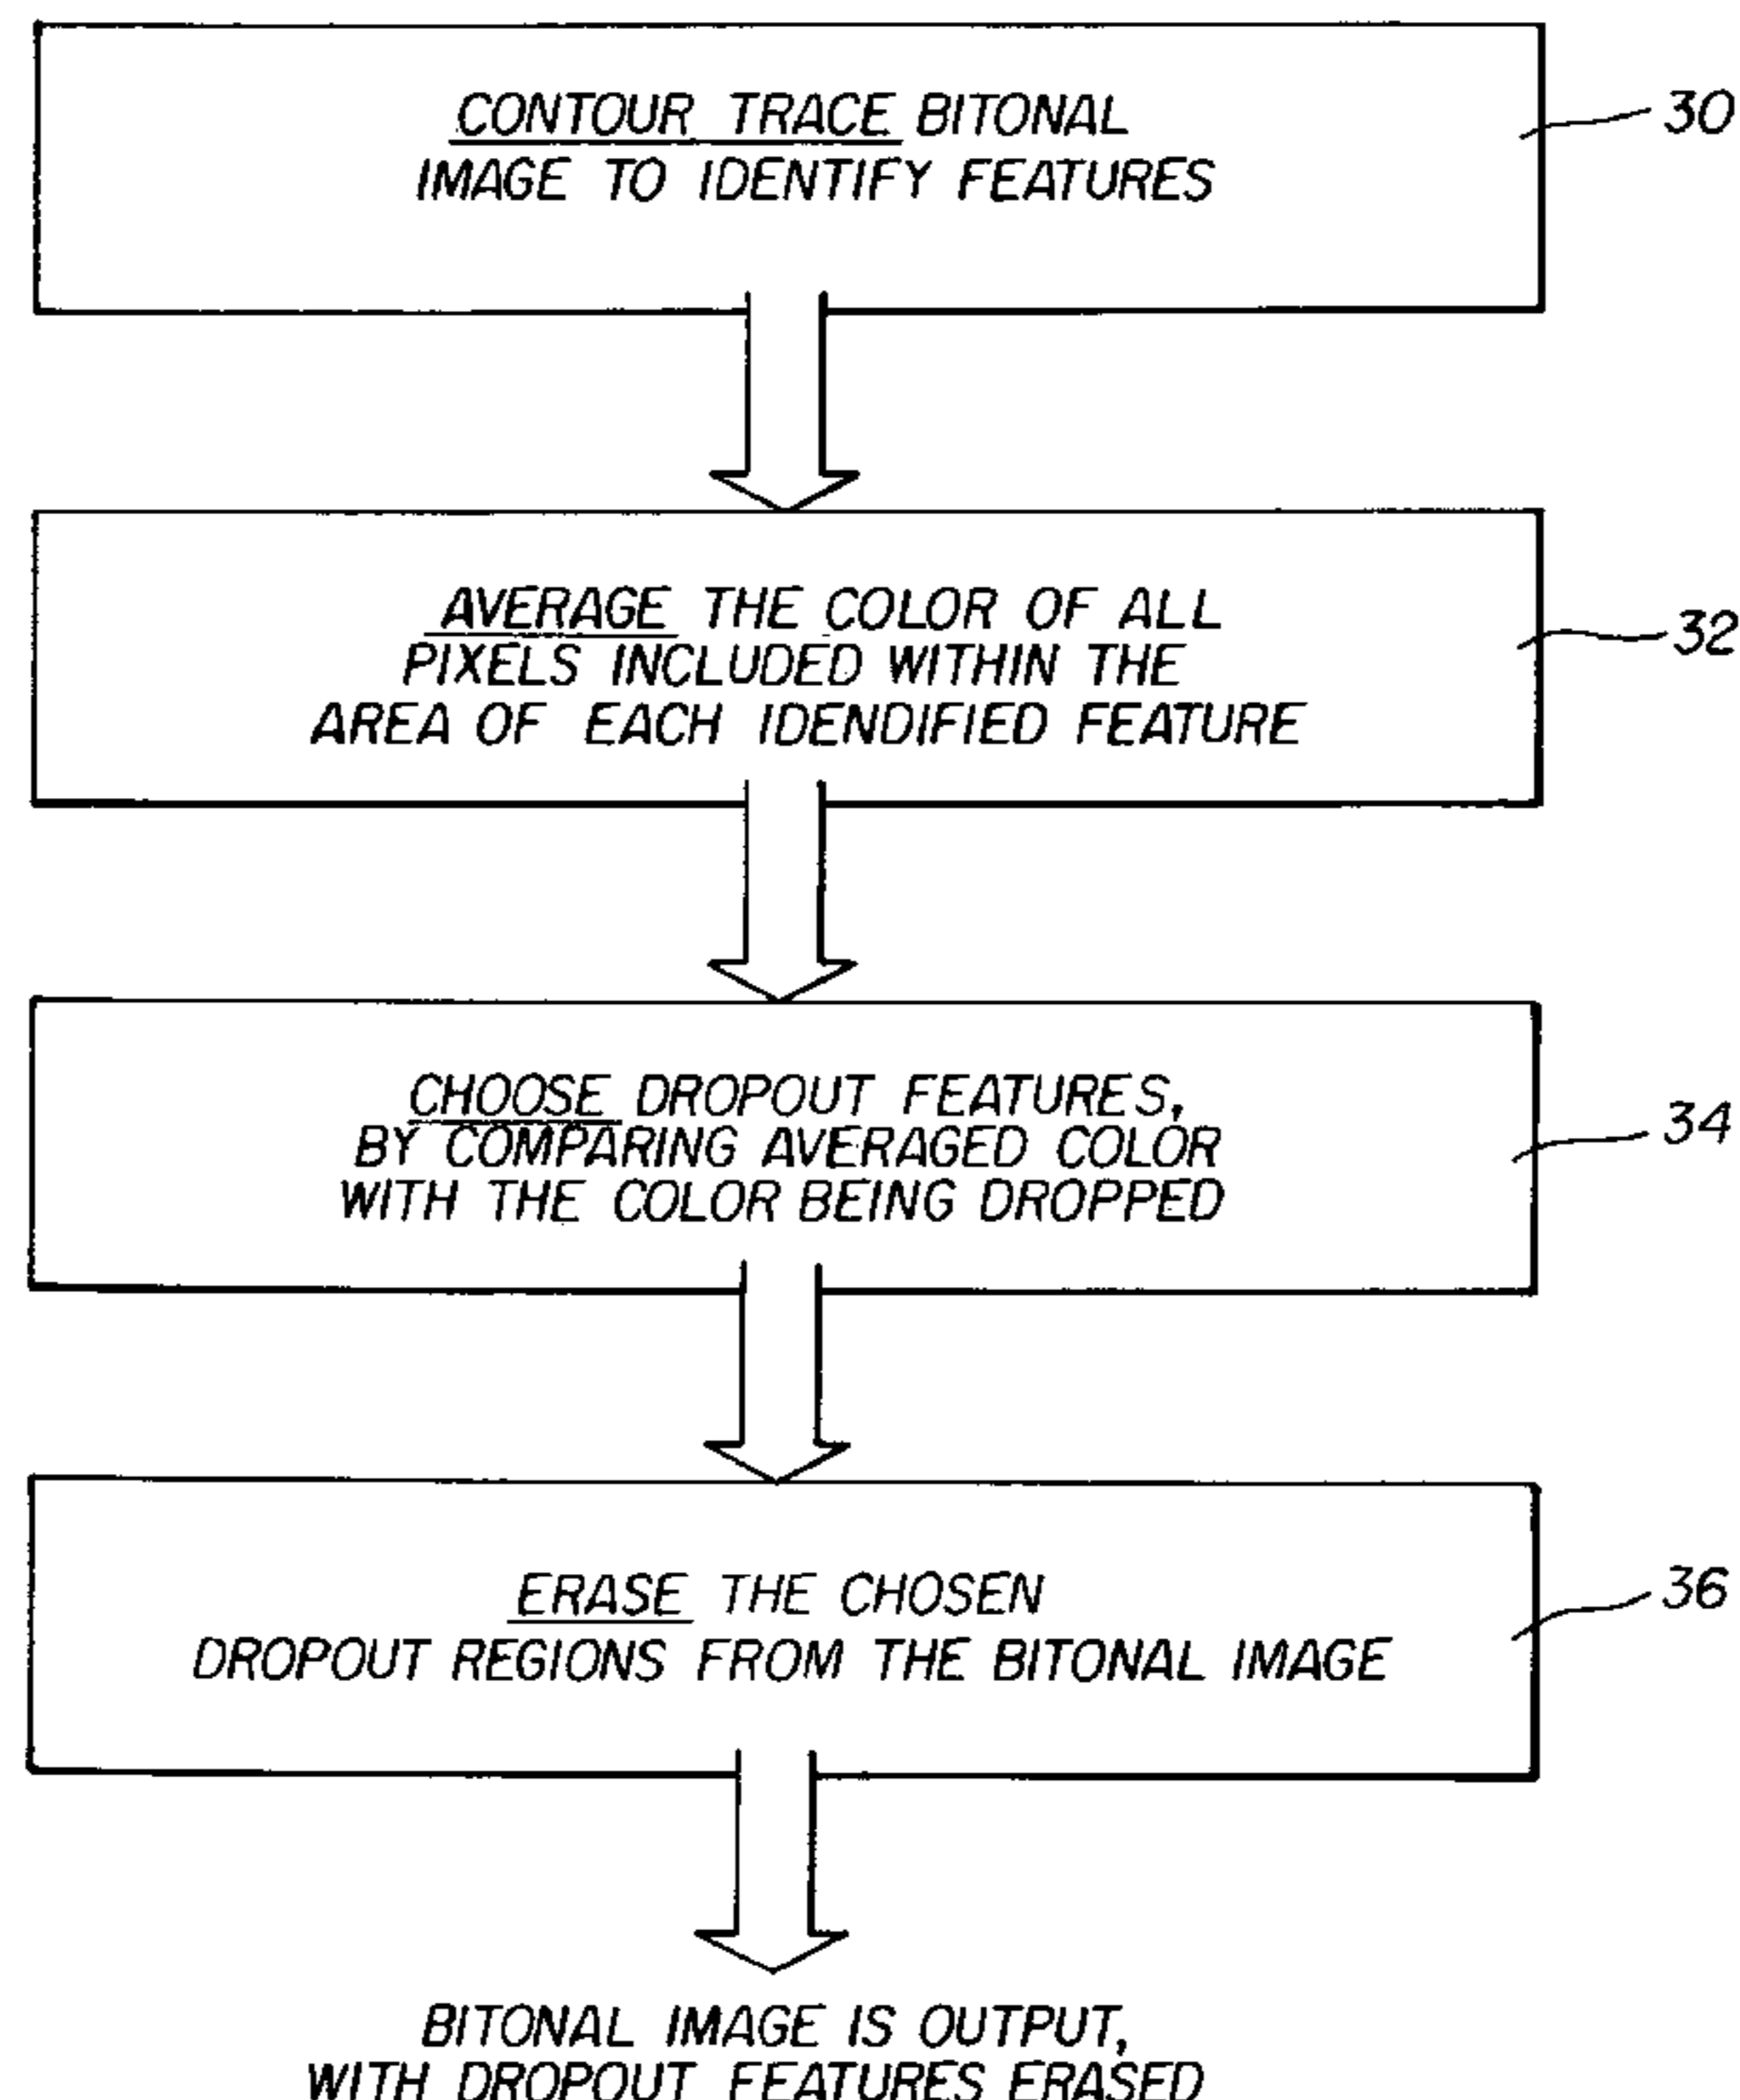 CONTOUR TRACE BITONAL
IMAGE TO IDENTIFY FEATURES
30
AVERAGE THE COLOR OF ALL
PIXELS INCLUDED WITHIN THE
AREA OF EACH IDENDIFIED FEATURE
32
CHOOSE DROPOUT FEATURES,
BY COMPARING AVERAGED COLOR
WITH THE COLOR BEING DROPPED
34
ERASE THE CHOSEN
DROPOUT REGIONS FROM THE BITONAL IMAGE
36
BITONAL IMAGE IS OUTPUT,
WITH DROPOUT FEATURES ERASED